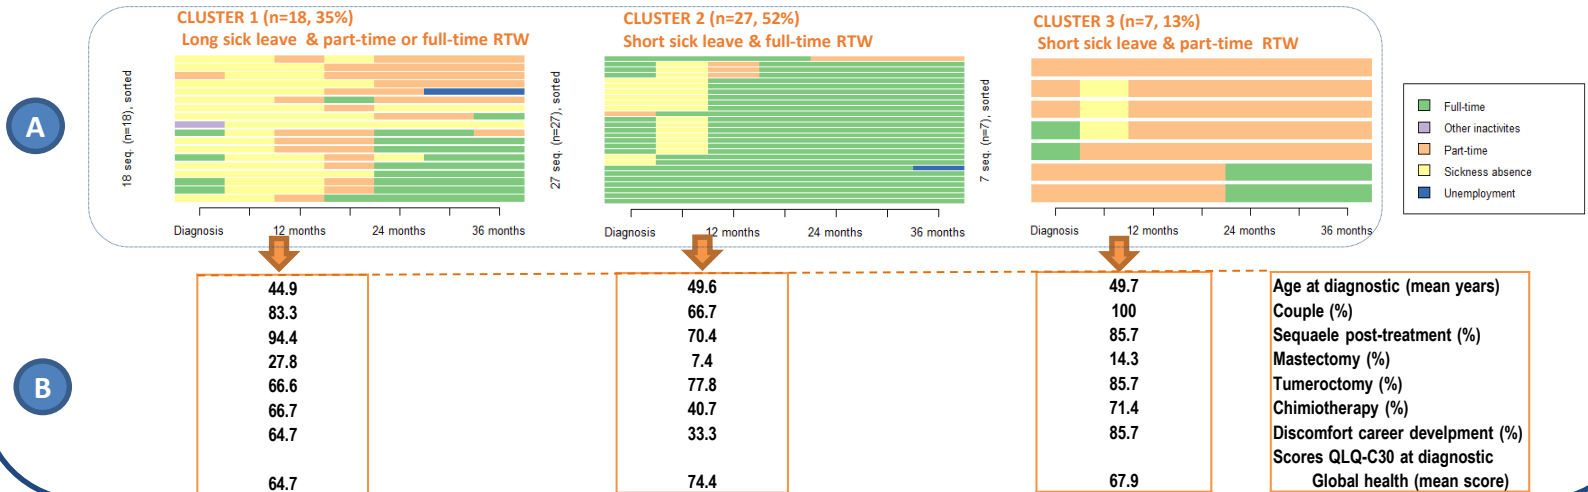 CLUSTER 1 (n=18, 35%)
Long sick leave & part-time or full-time RTW
CLUSTER 2 (n=27, 52%)
Short sick leave & full-time RTW
CLUSTER 3 (n=7, 13%)
Short sick leave & part-time RTW
A
18 seq. (n=18), sorted
27 seq. (n=27), sorted
7 seq. (n=7), sorted
Full-time
Other inactivites
Part-time
Sickness absence
Unemployment
Diagnosis 12 months 24 months 36 months
Diagnosis 12 months 24 months 36 months
Diagnosis 12 months 24 months 36 months
B
44.9 49.6 49.7 Age at diagnostic (mean years)
83.3 66.7 100 Couple (%)
94.4 70.4 85.7 Sequaele post-treatment (%)
27.8 7.4 14.3 Mastectomy (%)
66.6 77.8 85.7 Tumeroctomy (%)
66.7 40.7 71.4 Chimiotherapy (%)
64.7 33.3 85.7 Discomfort career develpment (%)
Scores QLQ-C30 at diagnostic
64.7 74.4 67.9 Global health (mean score)